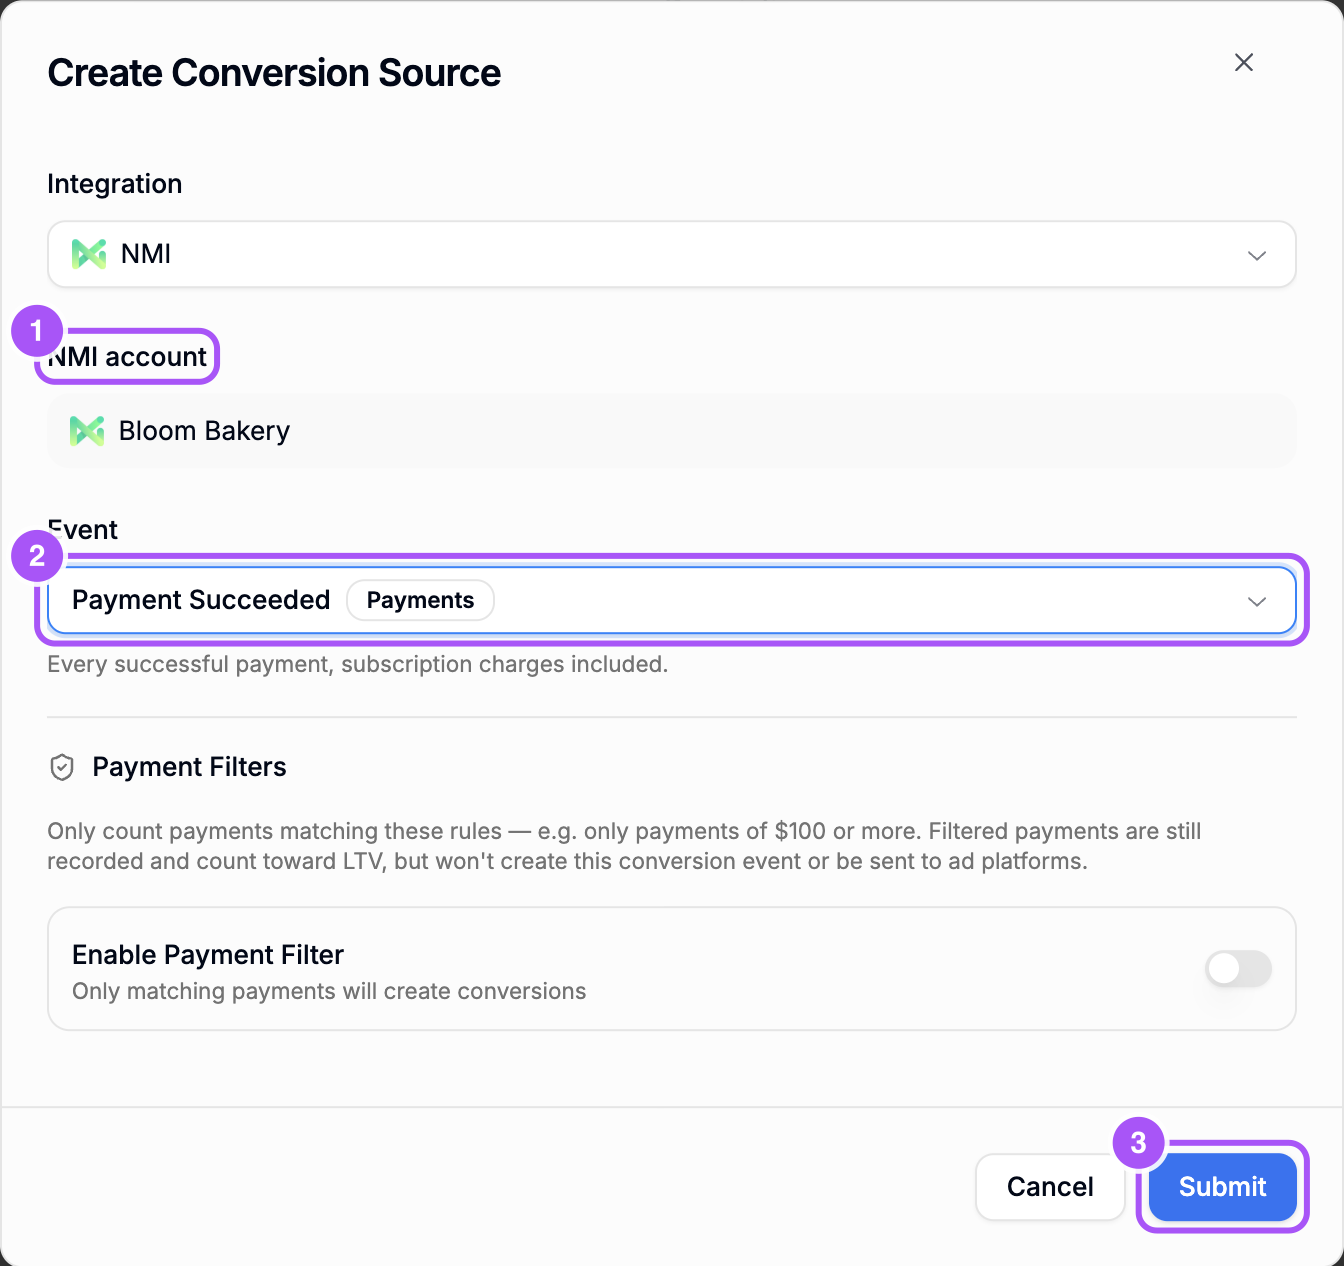 Create Conversion Source
Integration
NMI
1
NMI account
Bloom Bakery
Event
2
Payment Succeeded Payments
Every successful payment, subscription charges included.
Payment Filters
Only count payments matching these rules — e.g. only payments of $100 or more. Filtered payments are still
recorded and count toward LTV, but won't create this conversion event or be sent to ad platforms.
Enable Payment Filter
Only matching payments will create conversions
3
Cancel Submit